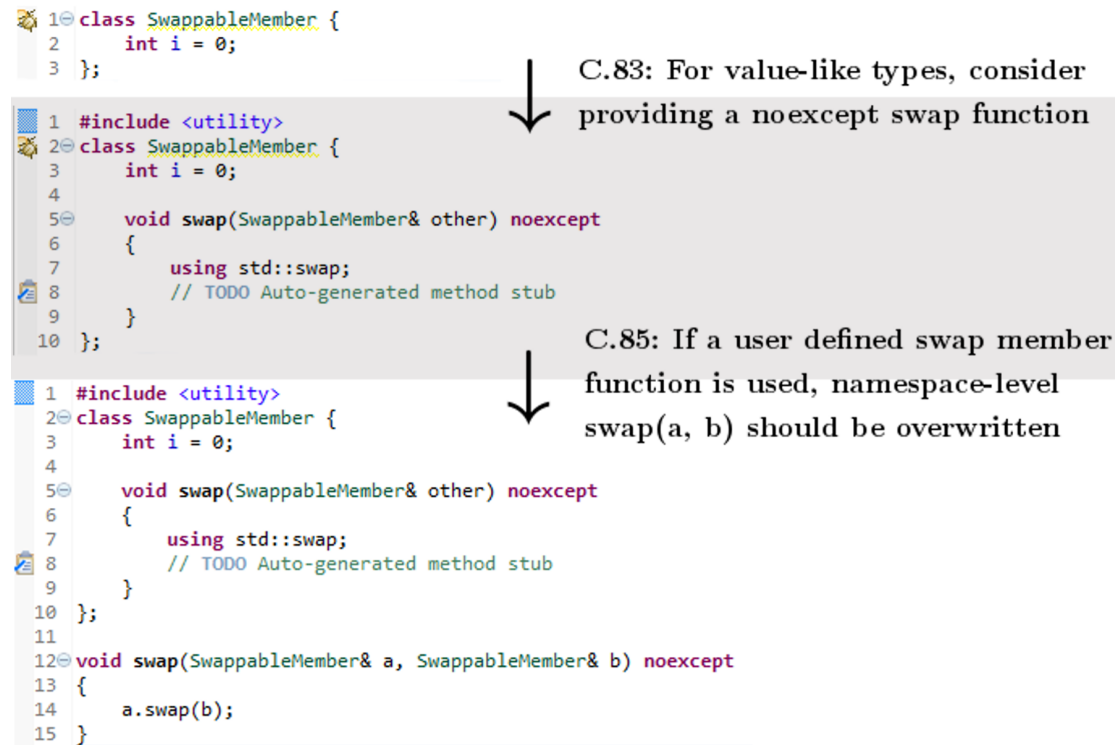 1 class SwappableMember {
2     int i = 0;
3 };
C.83: For value-like types, consider
providing a noexcept swap function
1 #include <utility>
2 class SwappableMember {
3     int i = 0;
4
5     void swap(SwappableMember& other) noexcept
6     {
7         using std::swap;
8         // TODO Auto-generated method stub
9     }
10 };
C.85: If a user defined swap member
function is used, namespace-level
swap(a, b) should be overwritten
1 #include <utility>
2 class SwappableMember {
3     int i = 0;
4
5     void swap(SwappableMember& other) noexcept
6     {
7         using std::swap;
8         // TODO Auto-generated method stub
9     }
10 };
11
12 void swap(SwappableMember& a, SwappableMember& b) noexcept
13 {
14     a.swap(b);
15 }